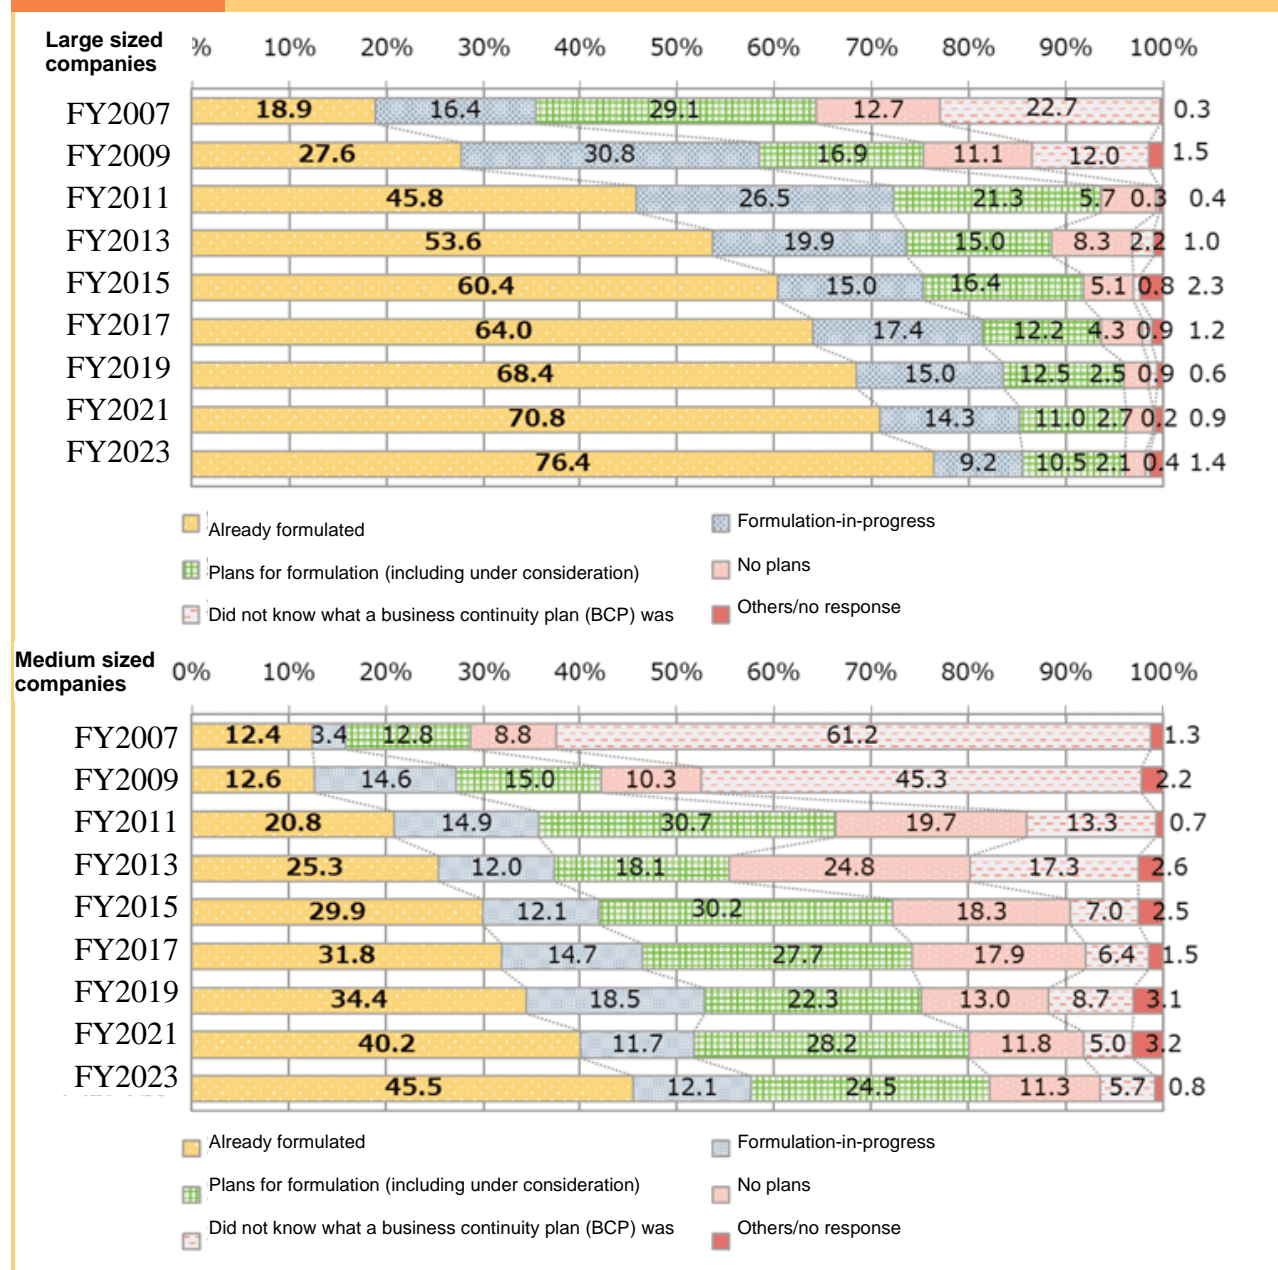 Large sized
companies
% 10% 20% 30% 40% 50% 60% 70% 80% 90% 100%
FY2007 18.9 16.4 29.1 12.7 22.7 0.3
FY2009 27.6 30.8 16.9 11.1 12.0 1.5
FY2011 45.8 26.5 21.3 5.7 0.3 0.4
FY2013 53.6 19.9 15.0 8.3 2.2 1.0
FY2015 60.4 15.0 16.4 5.1 0.8 2.3
FY2017 64.0 17.4 12.2 4.3 0.9 1.2
FY2019 68.4 15.0 12.5 2.5 0.9 0.6
FY2021 70.8 14.3 11.0 2.7 0.2 0.9
FY2023 76.4 9.2 10.5 2.1 0.4 1.4
Already formulated Formulation-in-progress
Plans for formulation (including under consideration) No plans
Did not know what a business continuity plan (BCP) was Others/no response
Medium sized
companies
0% 10% 20% 30% 40% 50% 60% 70% 80% 90% 100%
FY2007 12.4 3.4 12.8 8.8 61.2 1.3
FY2009 12.6 14.6 15.0 10.3 45.3 2.2
FY2011 20.8 14.9 30.7 19.7 13.3 0.7
FY2013 25.3 12.0 18.1 24.8 17.3 2.6
FY2015 29.9 12.1 30.2 18.3 7.0 2.5
FY2017 31.8 14.7 27.7 17.9 6.4 1.5
FY2019 34.4 18.5 22.3 13.0 8.7 3.1
FY2021 40.2 11.7 28.2 11.8 5.0 3.2
FY2023 45.5 12.1 24.5 11.3 5.7 0.8
Already formulated Formulation-in-progress
Plans for formulation (including under consideration) No plans
Did not know what a business continuity plan (BCP) was Others/no response